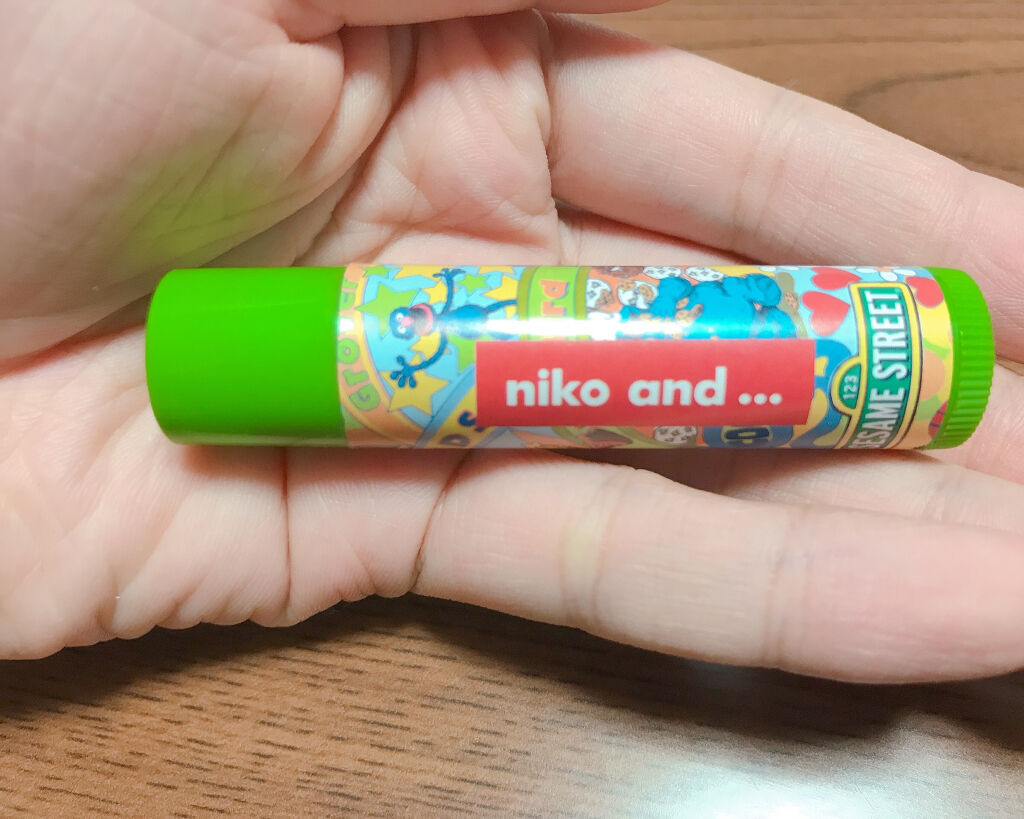 niko and ...
123
SESAME STREET